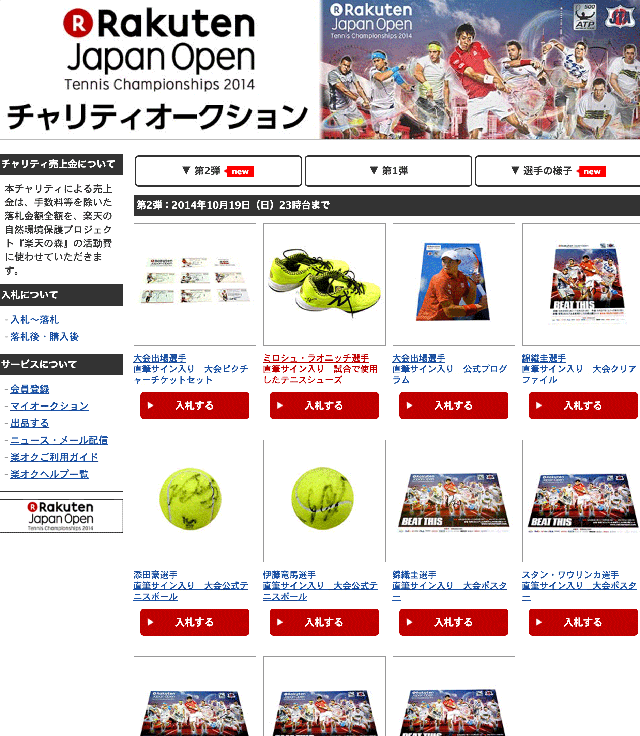 Rakuten
Japan Open
Tennis Championships 2014
チャリティオークション
Rakuten
Japan Open
Tennis Championships 2014
500
ATP
JTA
チャリティ売上金について
本チャリティによる売上
金は、手数料等を除いた
落札金額全額を、楽天の
自然環境保護プロジェク
ト『楽天の森』の活動費
に使わせていただきま
す。
入札について
入札～落札
落札後・購入後
サービスについて
会員登録
マイオークション
出品する
ニュース・メール配信
楽オクご利用ガイド
楽オクヘルプ一覧
Rakuten
Japan Open
Tennis Championships 2014
▼ 第2弾 new
▼ 第1弾
▼ 選手の様子 new
第2弾：2014年10月19日（日）23時台まで
大会出場選手
直筆サイン入り　大会ピクチ
ャーチケットセット
入札する
ミロシュ・ラオニッチ選手
直筆サイン入り　試合で使用
したテニスシューズ
入札する
大会出場選手
直筆サイン入り　公式プログ
ラム
入札する
BEAT THIS
錦織圭選手
直筆サイン入り　大会クリア
ファイル
入札する
添田豪選手
直筆サイン入り　大会公式テ
ニスボール
入札する
伊藤竜馬選手
直筆サイン入り　大会公式テ
ニスボール
入札する
BEAT THIS
錦織圭選手
直筆サイン入り　大会ポスタ
ー
入札する
BEAT THIS
スタン・ワウリンカ選手
直筆サイン入り　大会ポスタ
ー
入札する